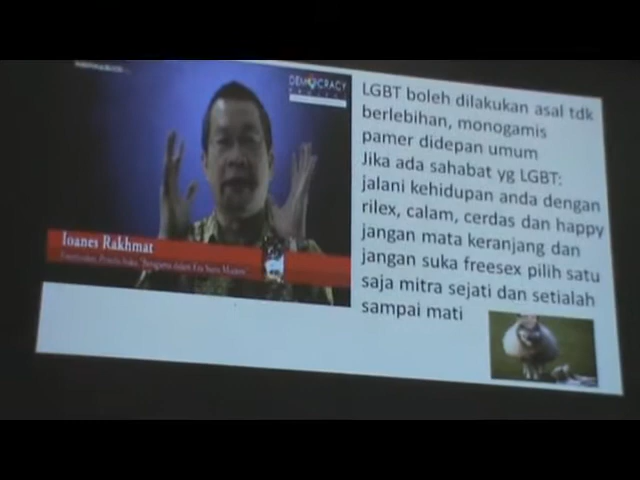 DEMOCRACY
PROJECT
Ioanes Rakhmat
LGBT boleh dilakukan asal tdk
berlebihan, monogamis
pamer didepan umum
Jika ada sahabat yg LGBT:
jalani kehidupan anda dengan
rilex, calam, cerdas dan happy
jangan mata keranjang dan
jangan suka freesex pilih satu
saja mitra sejati dan setialah
sampai mati